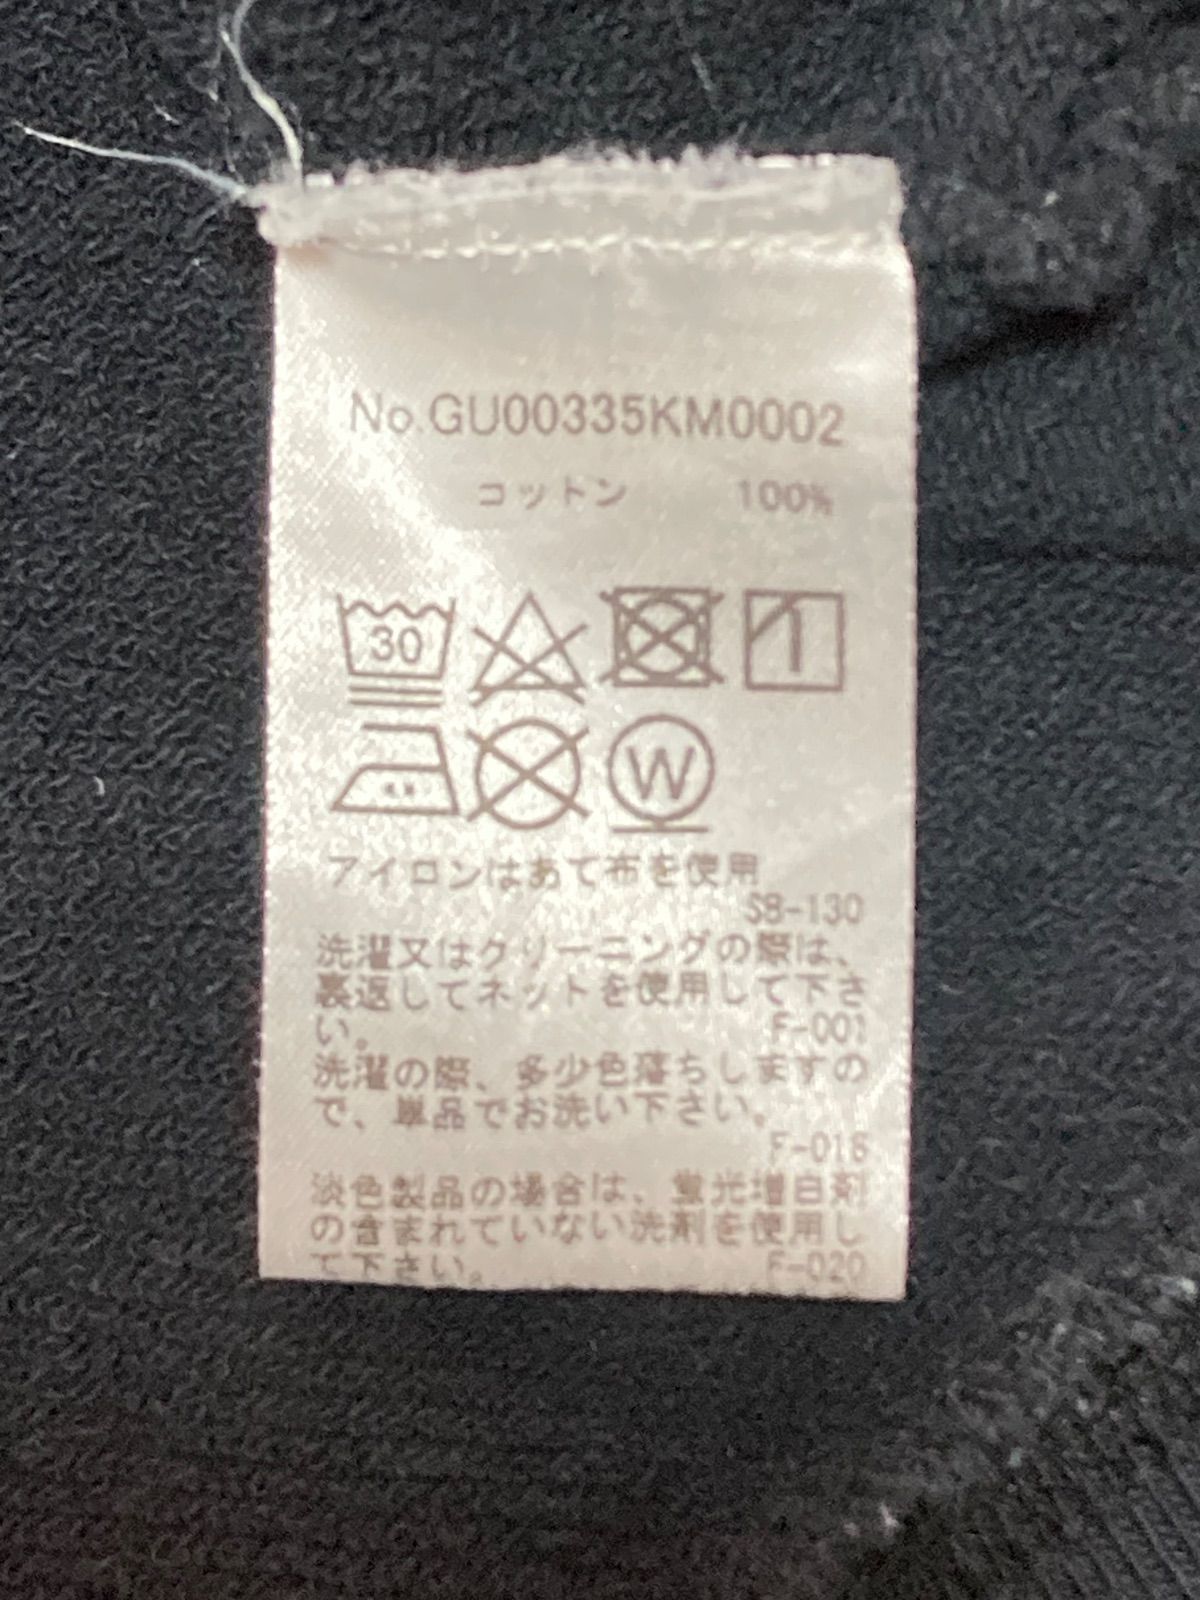 No.GU00335KM0002
コットン 100%
30
W
アイロンはあて布を使用
SB-130
洗濯又はクリーニングの際は、
裏返してネットを使用して下さ
い。 F-001
洗濯の際、多少色落ちしますの
で、単品でお洗い下さい。
F-016
淡色製品の場合は、蛍光増白剤
の含まれていない洗剤を使用し
て下さい。 F-020